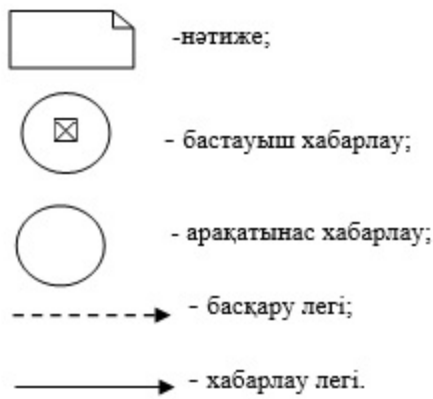 -нәтиже;
- бастауыш хабарлау;
- арақатынас хабарлау;
- басқару легі;
- хабарлау легі.